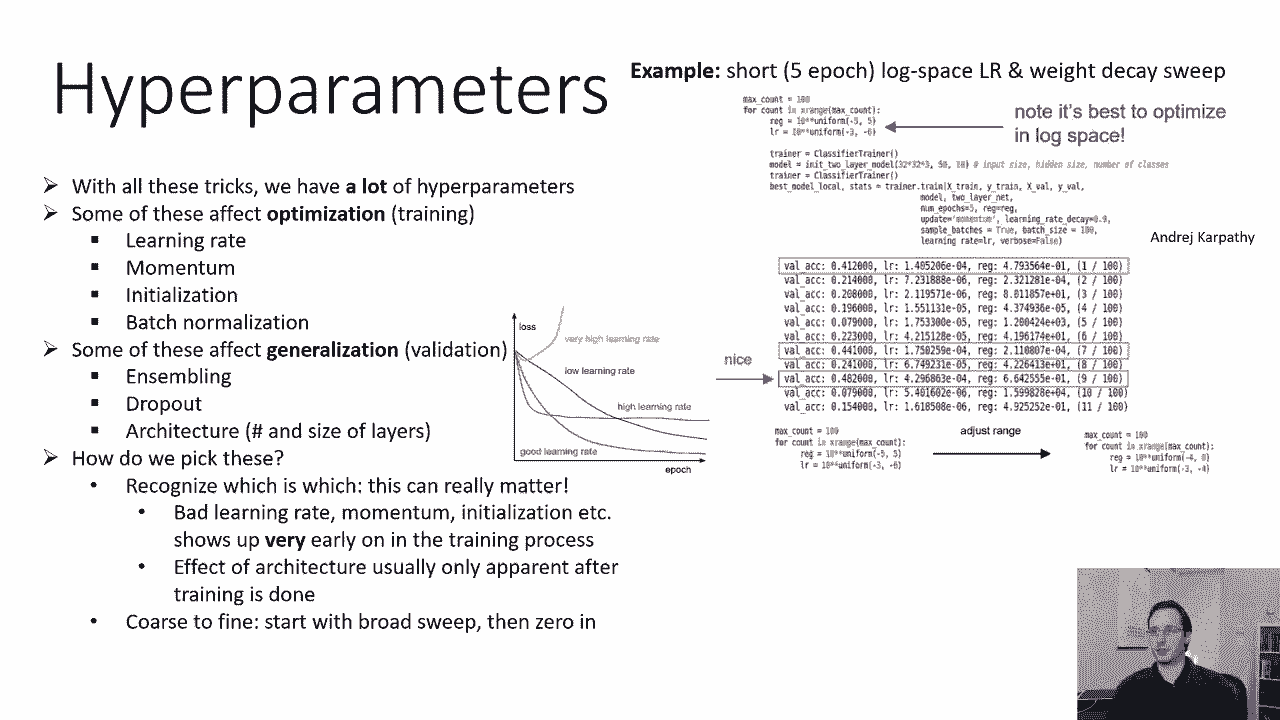 Hyperparameters
➢ With all these tricks, we have a lot of hyperparameters
➢ Some of these affect optimization (training)
▪ Learning rate
▪ Momentum
▪ Initialization
▪ Batch normalization
➢ Some of these affect generalization (validation)
▪ Ensembling
▪ Dropout
▪ Architecture (# and size of layers)
➢ How do we pick these?
• Recognize which is which: this can really matter!
• Bad learning rate, momentum, initialization etc.
shows up very early on in the training process
• Effect of architecture usually only apparent after
training is done
• Coarse to fine: start with broad sweep, then zero in
loss
very high learning rate
low learning rate
high learning rate
good learning rate
epoch
Example: short (5 epoch) log-space LR & weight decay sweep
max_count = 100
for count in xrange(max_count):
reg = 10**uniform(-5, 5)
lr = 10**uniform(-3, -6)
note it's best to optimize
in log space!
trainer = ClassifierTrainer()
model = init_two_layer_model(32*32*3, 50, 10) # input size, hidden size, number of classes
trainer = ClassifierTrainer()
best_model_local, stats = trainer.train(X_train, y_train, X_val, y_val,
model, two_layer_net,
num_epochs=5, reg=reg,
update='momentum', learning_rate_decay=0.9,
sample_batches = True, batch_size = 100,
learning_rate=lr, verbose=False)
Andrej Karpathy
val_acc: 0.412000, lr: 1.405206e-04, reg: 4.793564e-01, (1 / 100)
val_acc: 0.214000, lr: 7.231888e-06, reg: 2.321281e-04, (2 / 100)
val_acc: 0.208000, lr: 2.119571e-06, reg: 8.011857e+01, (3 / 100)
val_acc: 0.196000, lr: 1.551131e-05, reg: 4.374936e-05, (4 / 100)
val_acc: 0.079000, lr: 1.753300e-05, reg: 1.200424e+03, (5 / 100)
val_acc: 0.223000, lr: 4.215128e-05, reg: 4.196174e+01, (6 / 100)
val_acc: 0.441000, lr: 1.750259e-04, reg: 2.110807e-04, (7 / 100)
val_acc: 0.241000, lr: 6.749231e-05, reg: 4.226413e+01, (8 / 100)
nice
val_acc: 0.482000, lr: 4.296863e-04, reg: 6.642555e-01, (9 / 100)
val_acc: 0.079000, lr: 5.401602e-06, reg: 1.599828e+04, (10 / 100)
val_acc: 0.154000, lr: 1.618508e-06, reg: 4.925252e-01, (11 / 100)
max_count = 100
for count in xrange(max_count):
reg = 10**uniform(-5, 5)
lr = 10**uniform(-3, -6)
adjust range
max_count = 100
for count in xrange(max_count):
reg = 10**uniform(-4, 0)
lr = 10**uniform(-3, -4)